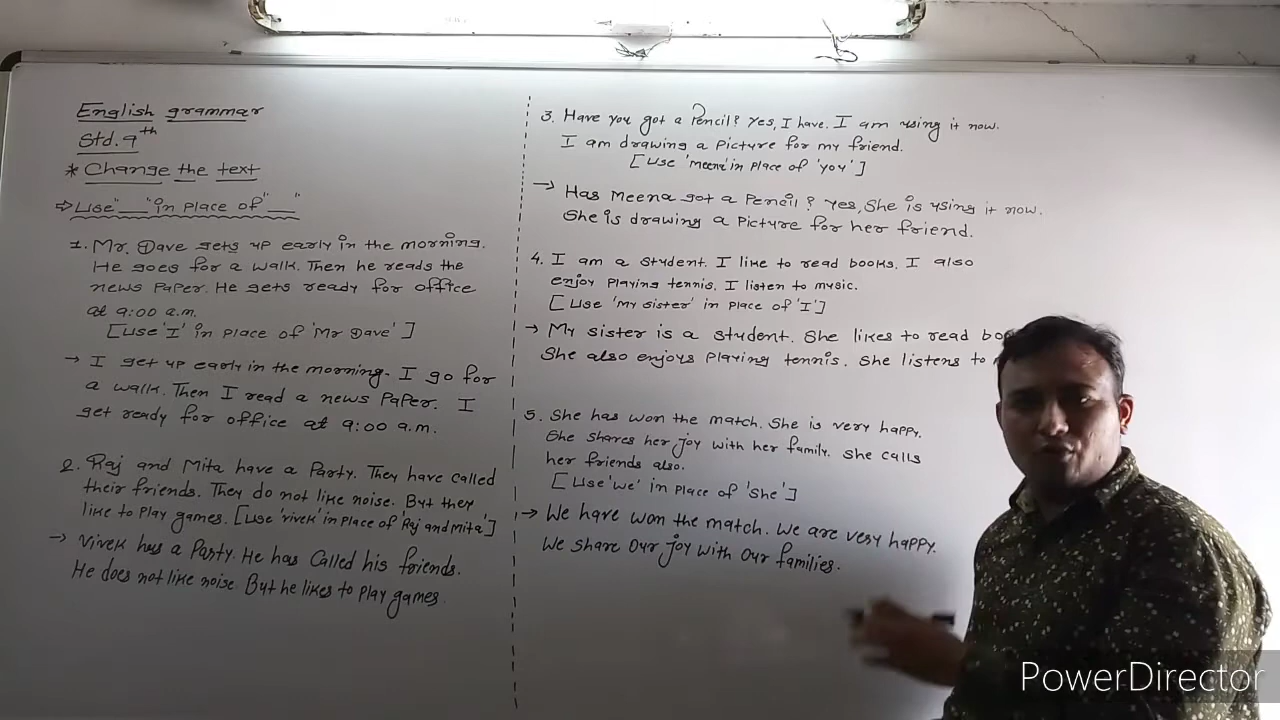 English grammar
Std. 9th
* Change the text
⇒ Use "___" in place of "___"
1. Mr. Dave gets up early in the morning.
He goes for a walk. Then he reads the
news paper. He gets ready for office
at 9:00 a.m.
[Use 'I' in place of 'Mr Dave']
→ I get up early in the morning. I go for
a walk. Then I read a news paper. I
get ready for office at 9:00 a.m.
2. Raj and Mita have a party. They have called
their friends. They do not like noise. But they
like to play games. [Use 'vivek' in place of 'Raj and Mita']
→ Vivek has a party. He has called his friends.
He does not like noise But he likes to play games.
3. Have you got a pencil? Yes, I have. I am using it now.
I am drawing a picture for my friend.
[Use 'meena' in place of 'you']
→ Has Meena got a pencil? Yes, She is using it now.
She is drawing a picture for her friend.
4. I am a student. I like to read books. I also
enjoy playing tennis. I listen to music.
[Use 'My sister' in place of 'I']
→ My sister is a student. She likes to read
She also enjoys playing tennis. She listens to
5. She has won the match. She is very happy.
She shares her joy with her family. She calls
her friends also.
[Use 'we' in place of 'She']
→ We have won the match. We are very happy.
We share our joy with our families.
PowerDirector